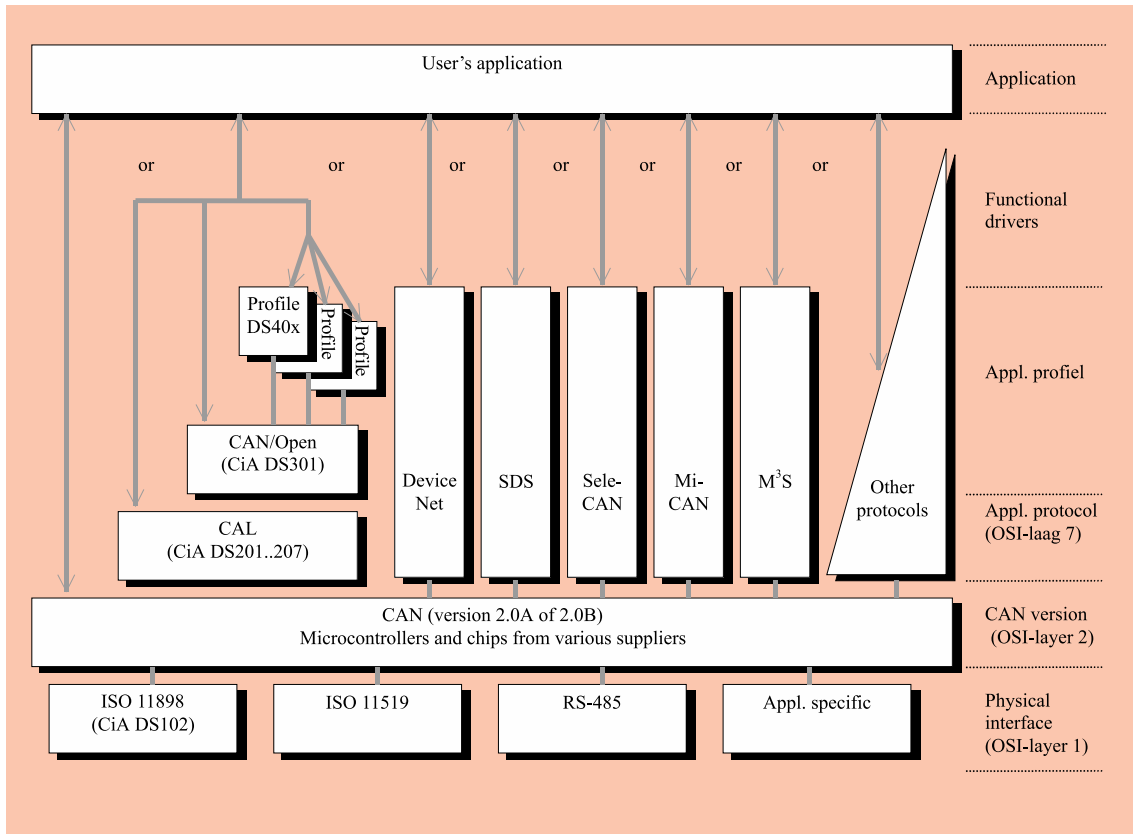 User's application
Application
or or or or or or or
Functional
drivers
Profile
DS40x
Profile
Profile
Appl. profiel
CAN/Open
(CiA DS301)
CAL
(CiA DS201..207)
Device
Net
SDS
Sele-
CAN
Mi-
CAN
M³S
Other
protocols
Appl. protocol
(OSI-laag 7)
CAN (version 2.0A of 2.0B)
Microcontrollers and chips from various suppliers
CAN version
(OSI-layer 2)
ISO 11898
(CiA DS102)
ISO 11519
RS-485
Appl. specific
Physical
interface
(OSI-layer 1)